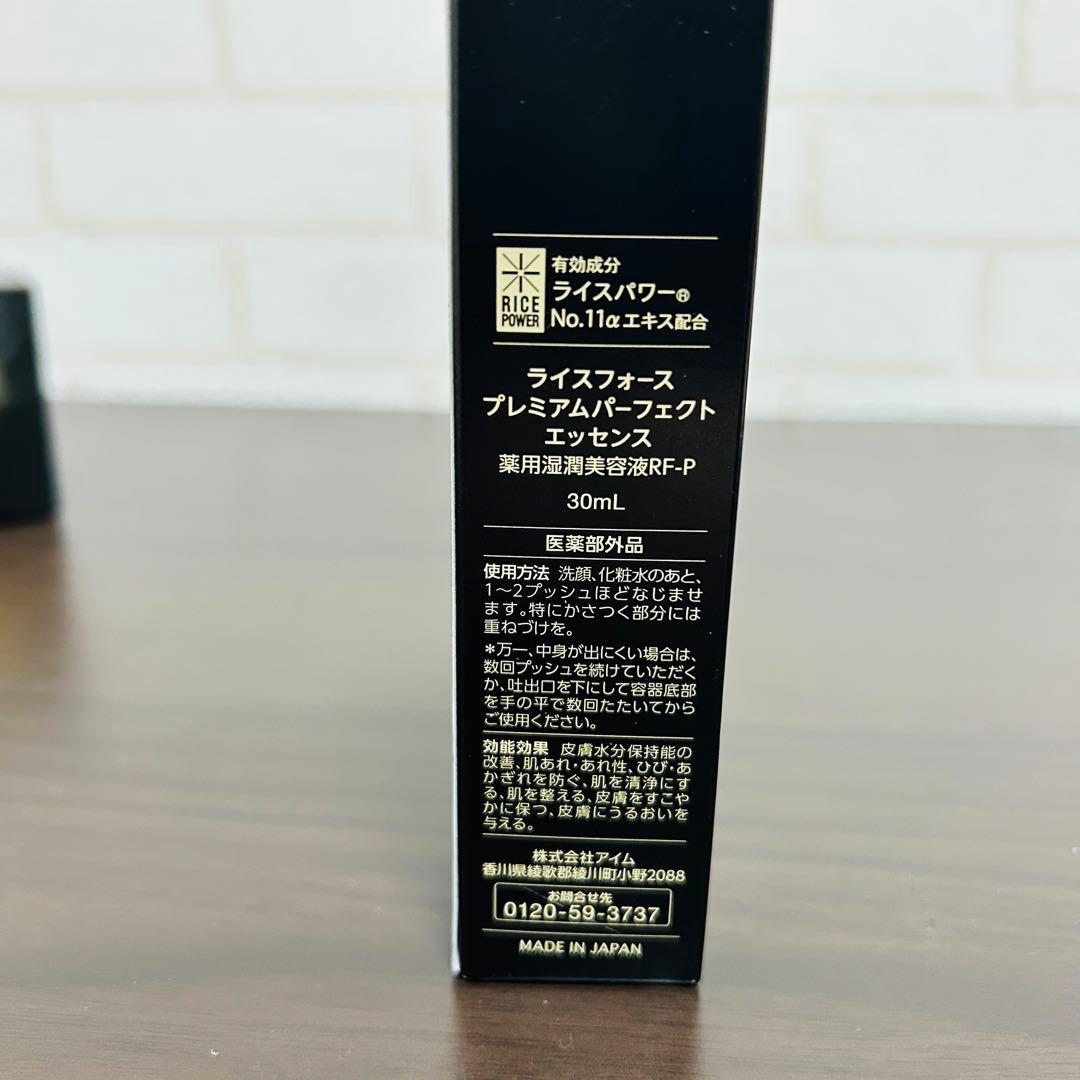 RICE
POWER
有効成分
ライスパワー®
No.11αエキス配合
ライスフォース
プレミアムパーフェクト
エッセンス
薬用湿潤美容液RF-P
30mL
医薬部外品
使用方法 洗顔、化粧水のあと、
1〜2プッシュほどなじませ
ます。特にかさつく部分には
重ねづけを。
*万一、中身が出にくい場合は、
数回プッシュを続けていただく
か、吐出口を下にして容器底部
を手の平で数回たたいてから
ご使用ください。
効能効果 皮膚水分保持能の
改善、肌あれ・あれ性、ひび・あ
かぎれを防ぐ、肌を清浄にす
る、肌を整える、皮膚をすこや
かに保つ、皮膚にうるおいを
与える。
株式会社アイム
香川県綾歌郡綾川町小野2088
お問合せ先
0120-59-3737
MADE IN JAPAN